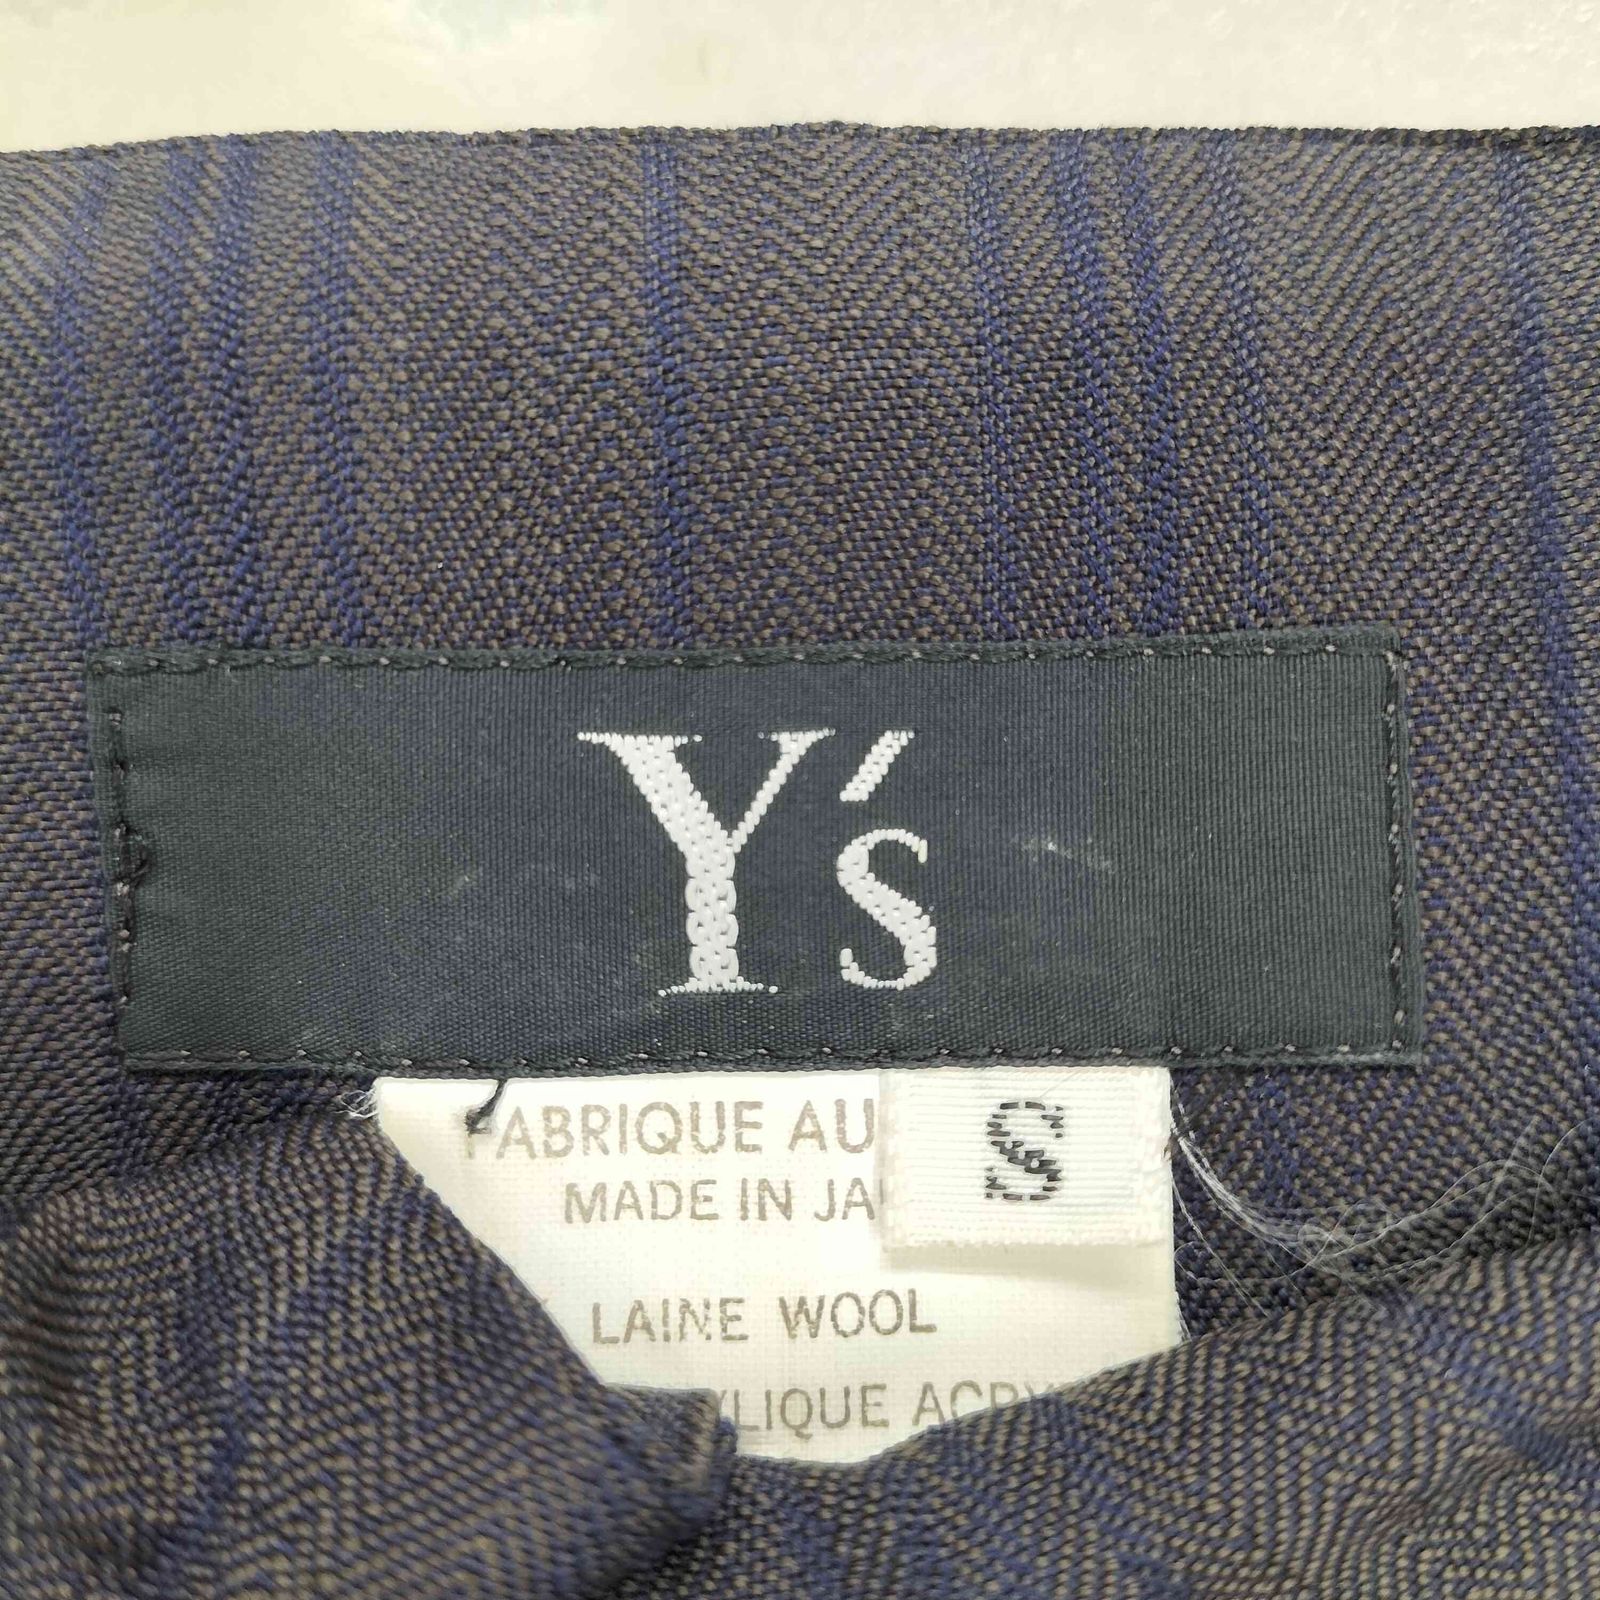 Y's
FABRIQUE AU
S
MADE IN JA
LAINE WOOL
YLIQUE ACRY